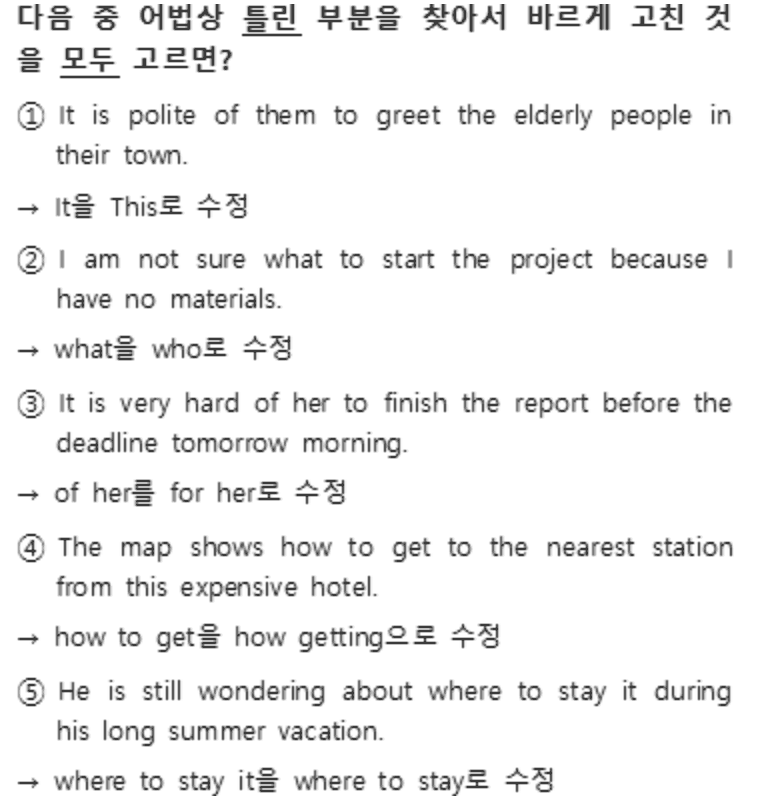 다음 중 어법상 틀린 부분을 찾아서 바르게 고친 것
을 모두 고르면?
① It is polite of them to greet the elderly people in
their town.
→ It을 This로 수정
② I am not sure what to start the project because I
have no materials.
→ what을 who로 수정
③ It is very hard of her to finish the report before the
deadline tomorrow morning.
→ of her를 for her로 수정
④ The map shows how to get to the nearest station
from this expensive hotel.
→ how to get을 how getting으로 수정
⑤ He is still wondering about where to stay it during
his long summer vacation.
→ where to stay it을 where to stay로 수정